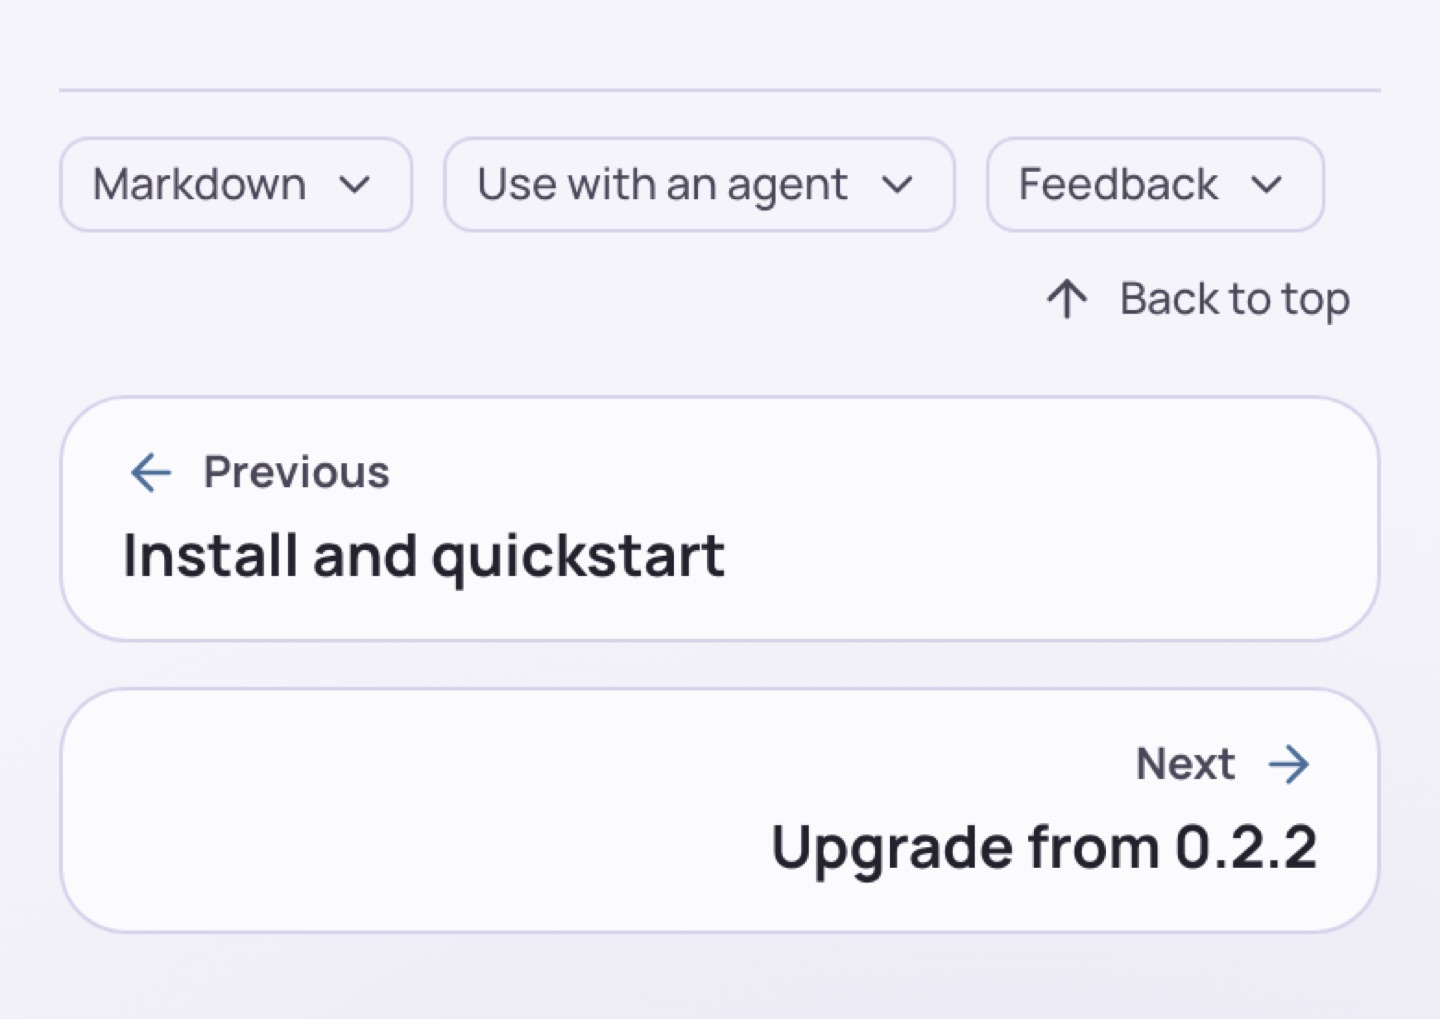 Markdown
Use with an agent
Feedback
Back to top
Previous
Install and quickstart
Next
Upgrade from 0.2.2